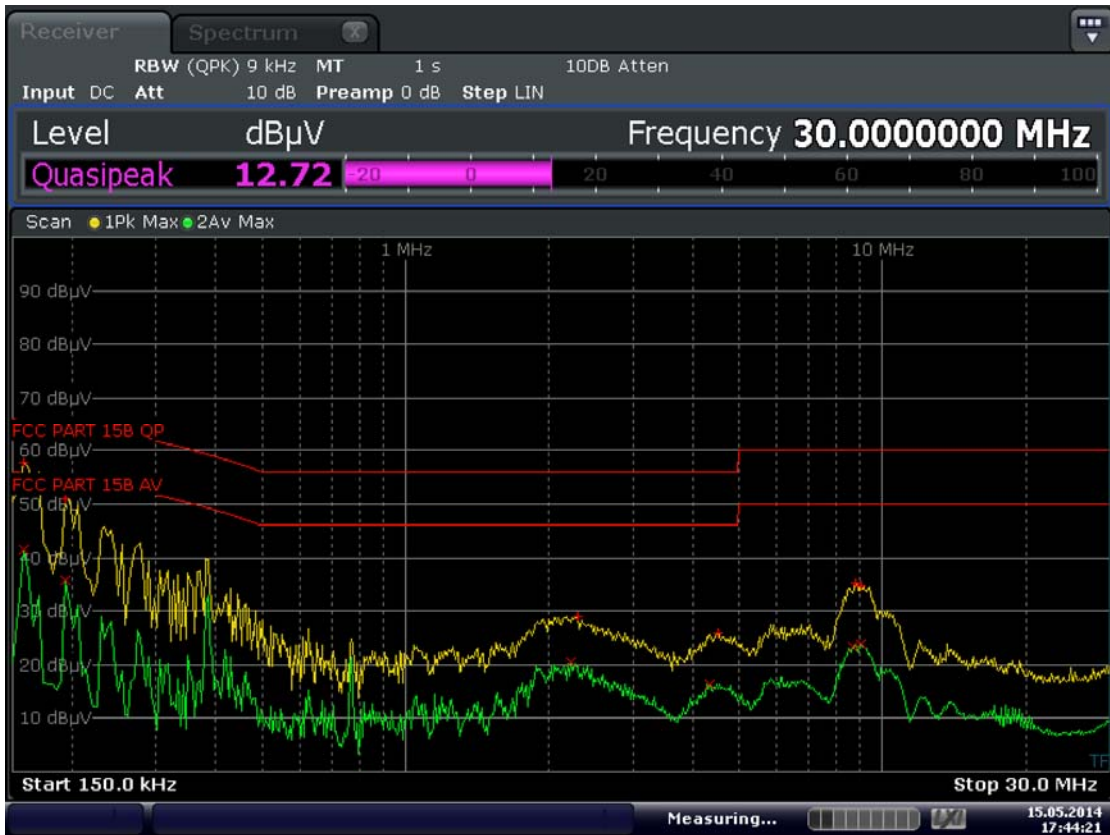 Receiver Spectrum X
RBW (QPK) 9 kHz MT 1 s 10DB Atten
Input DC Att 10 dB Preamp 0 dB Step LIN
Level dBµV Frequency 30.0000000 MHz
Quasipeak 12.72 -20 0 20 40 60 80 100
Scan 1Pk Max 2Av Max
1 MHz 10 MHz
90 dBµV
80 dBµV
70 dBµV
FCC PART 15B QP
60 dBµV
FCC PART 15B AV
50 dBµV
40 dBµV
30 dBµV
20 dBµV
10 dBµV
TF
Start 150.0 kHz Stop 30.0 MHz
Measuring... LXI 15.05.2014
17:44:21